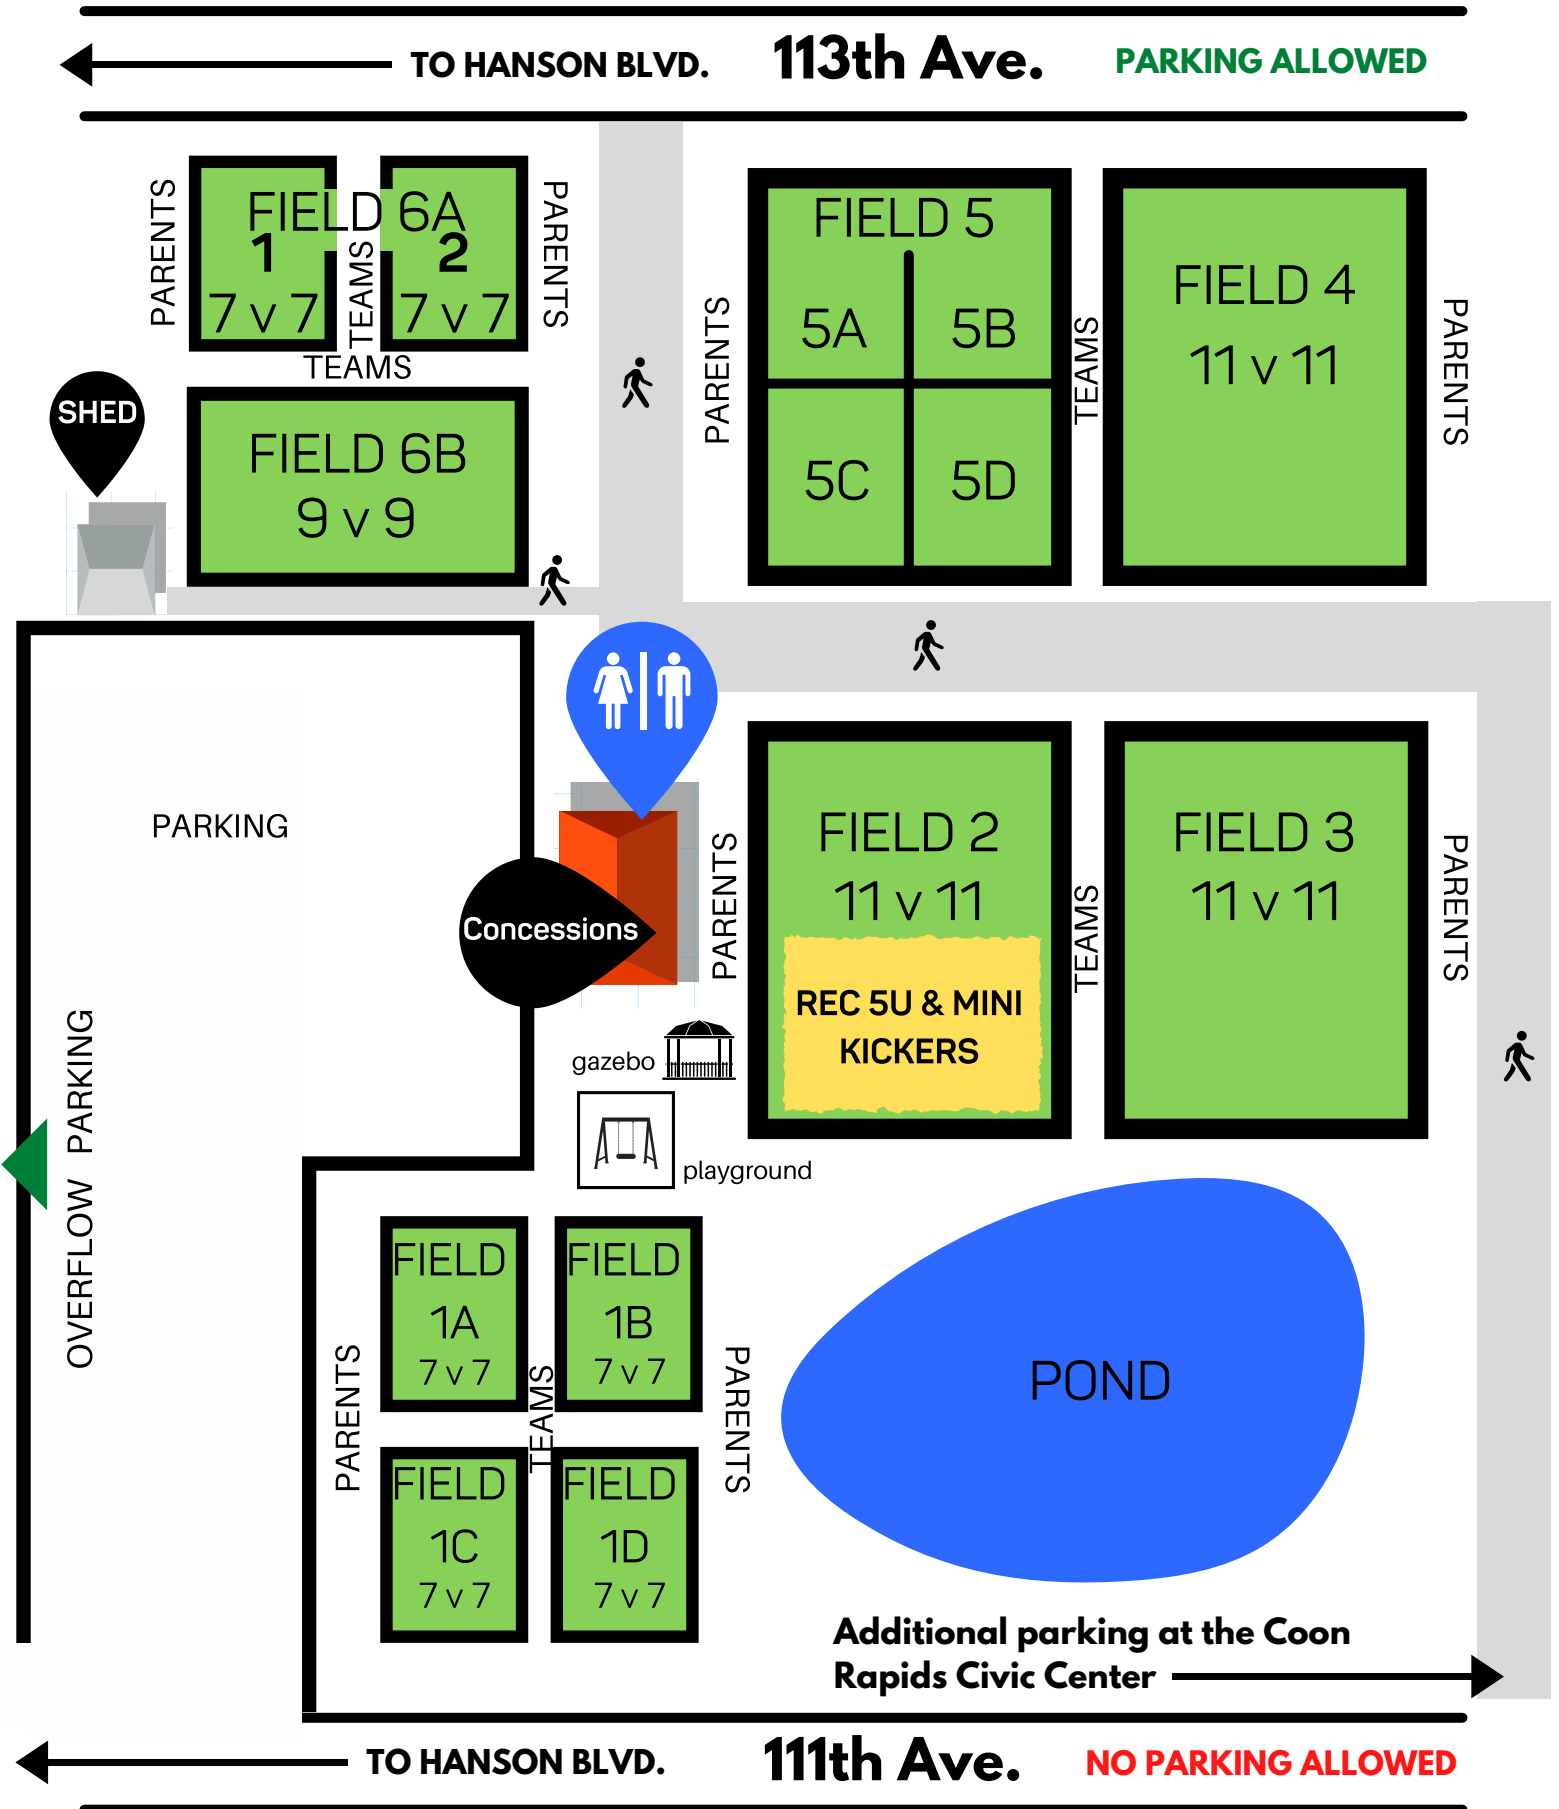 TO HANSON BLVD. 113th Ave. PARKING ALLOWED
PARENTS
FIELD 6A
1 2
7 v 7 7 v 7
TEAMS
PARENTS
TEAMS
SHED
FIELD 6B
9 v 9
PARENTS
FIELD 5
5A 5B
5C 5D
TEAMS
FIELD 4
11 v 11
PARENTS
PARKING
OVERFLOW PARKING
Concessions
PARENTS
FIELD 2
11 v 11
REC 5U & MINI
KICKERS
TEAMS
FIELD 3
11 v 11
PARENTS
gazebo
playground
PARENTS
FIELD
1A
7 v 7
FIELD
1B
7 v 7
TEAMS
PARENTS
FIELD
1C
7 v 7
FIELD
1D
7 v 7
POND
Additional parking at the Coon
Rapids Civic Center
TO HANSON BLVD. 111th Ave. NO PARKING ALLOWED